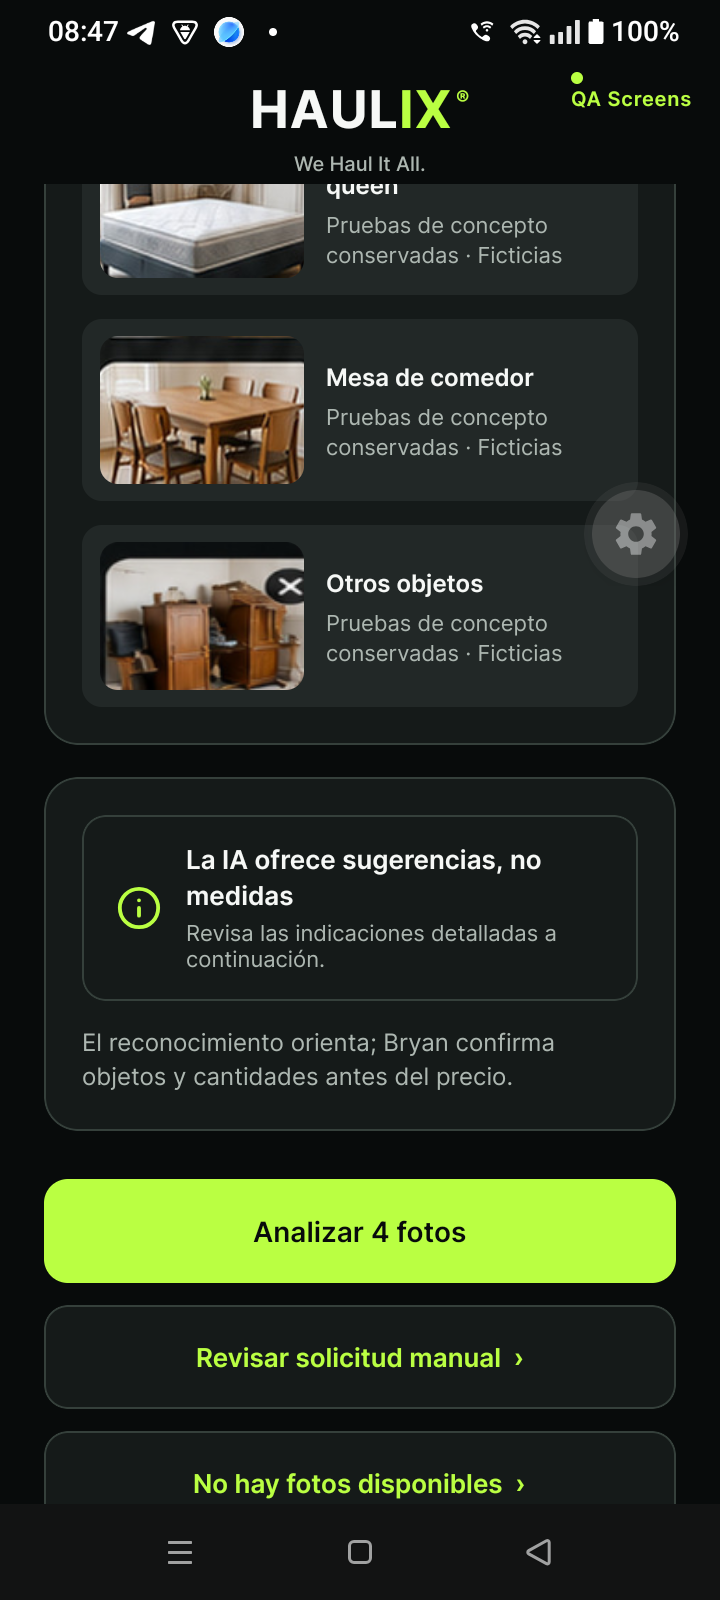 08:47
100%
HAULIX®
QA Screens
We Haul It All.
queen
Pruebas de concepto
conservadas · Ficticias
Mesa de comedor
Pruebas de concepto
conservadas · Ficticias
Otros objetos
Pruebas de concepto
conservadas · Ficticias
La IA ofrece sugerencias, no
medidas
Revisa las indicaciones detalladas a
continuación.
El reconocimiento orienta; Bryan confirma
objetos y cantidades antes del precio.
Analizar 4 fotos
Revisar solicitud manual ›
No hay fotos disponibles ›